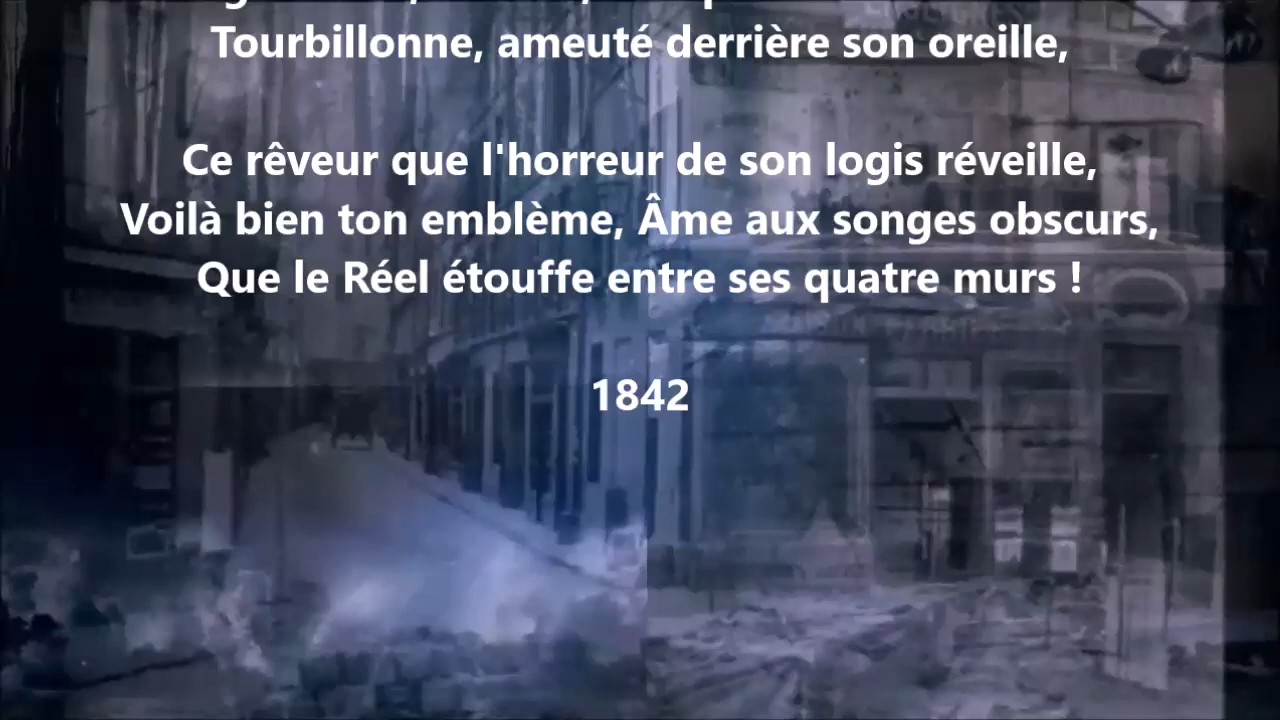 Tourbillonne, ameuté derrière son oreille,
Ce rêveur que l'horreur de son logis réveille,
Voilà bien ton emblème, Âme aux songes obscurs,
Que le Réel étouffe entre ses quatre murs !
1842